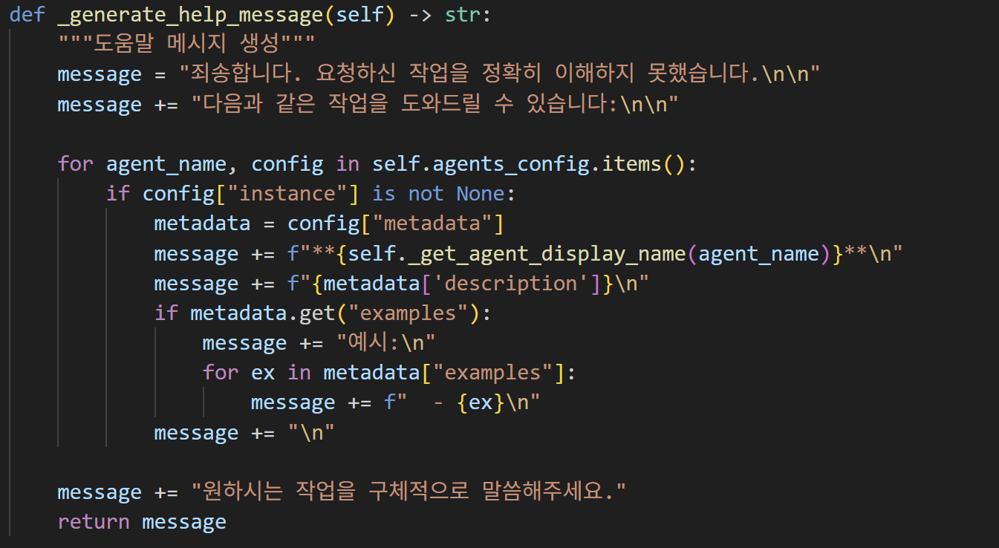 def _generate_help_message(self) -> str:
    """도움말 메시지 생성"""
    message = "죄송합니다. 요청하신 작업을 정확히 이해하지 못했습니다.\n\n"
    message += "다음과 같은 작업을 도와드릴 수 있습니다:\n\n"

    for agent_name, config in self.agents_config.items():
        if config["instance"] is not None:
            metadata = config["metadata"]
            message += f"**{self._get_agent_display_name(agent_name)}**\n"
            message += f"{metadata['description']}\n"
            if metadata.get("examples"):
                message += "예시:\n"
                for ex in metadata["examples"]:
                    message += f"  - {ex}\n"
            message += "\n"

    message += "원하시는 작업을 구체적으로 말씀해주세요."
    return message